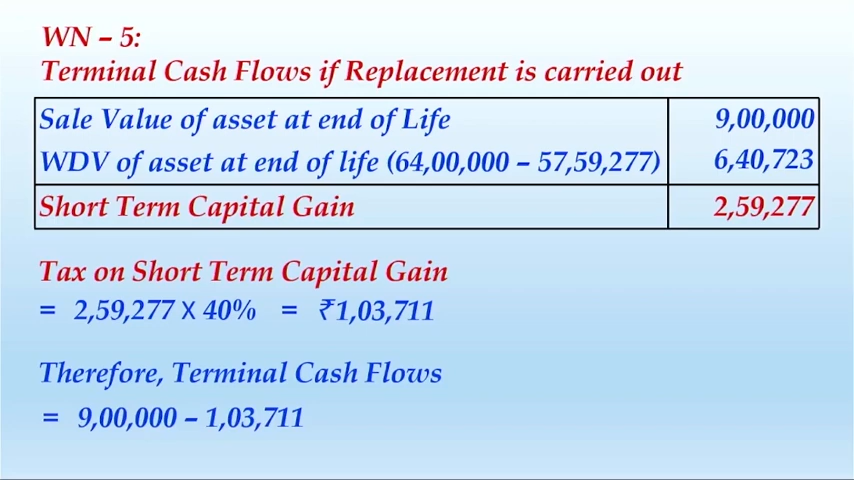 WN – 5:
Terminal Cash Flows if Replacement is carried out
Sale Value of asset at end of Life 9,00,000
WDV of asset at end of life (64,00,000 – 57,59,277) 6,40,723
Short Term Capital Gain 2,59,277
Tax on Short Term Capital Gain
= 2,59,277 X 40% = ₹1,03,711
Therefore, Terminal Cash Flows
= 9,00,000 – 1,03,711